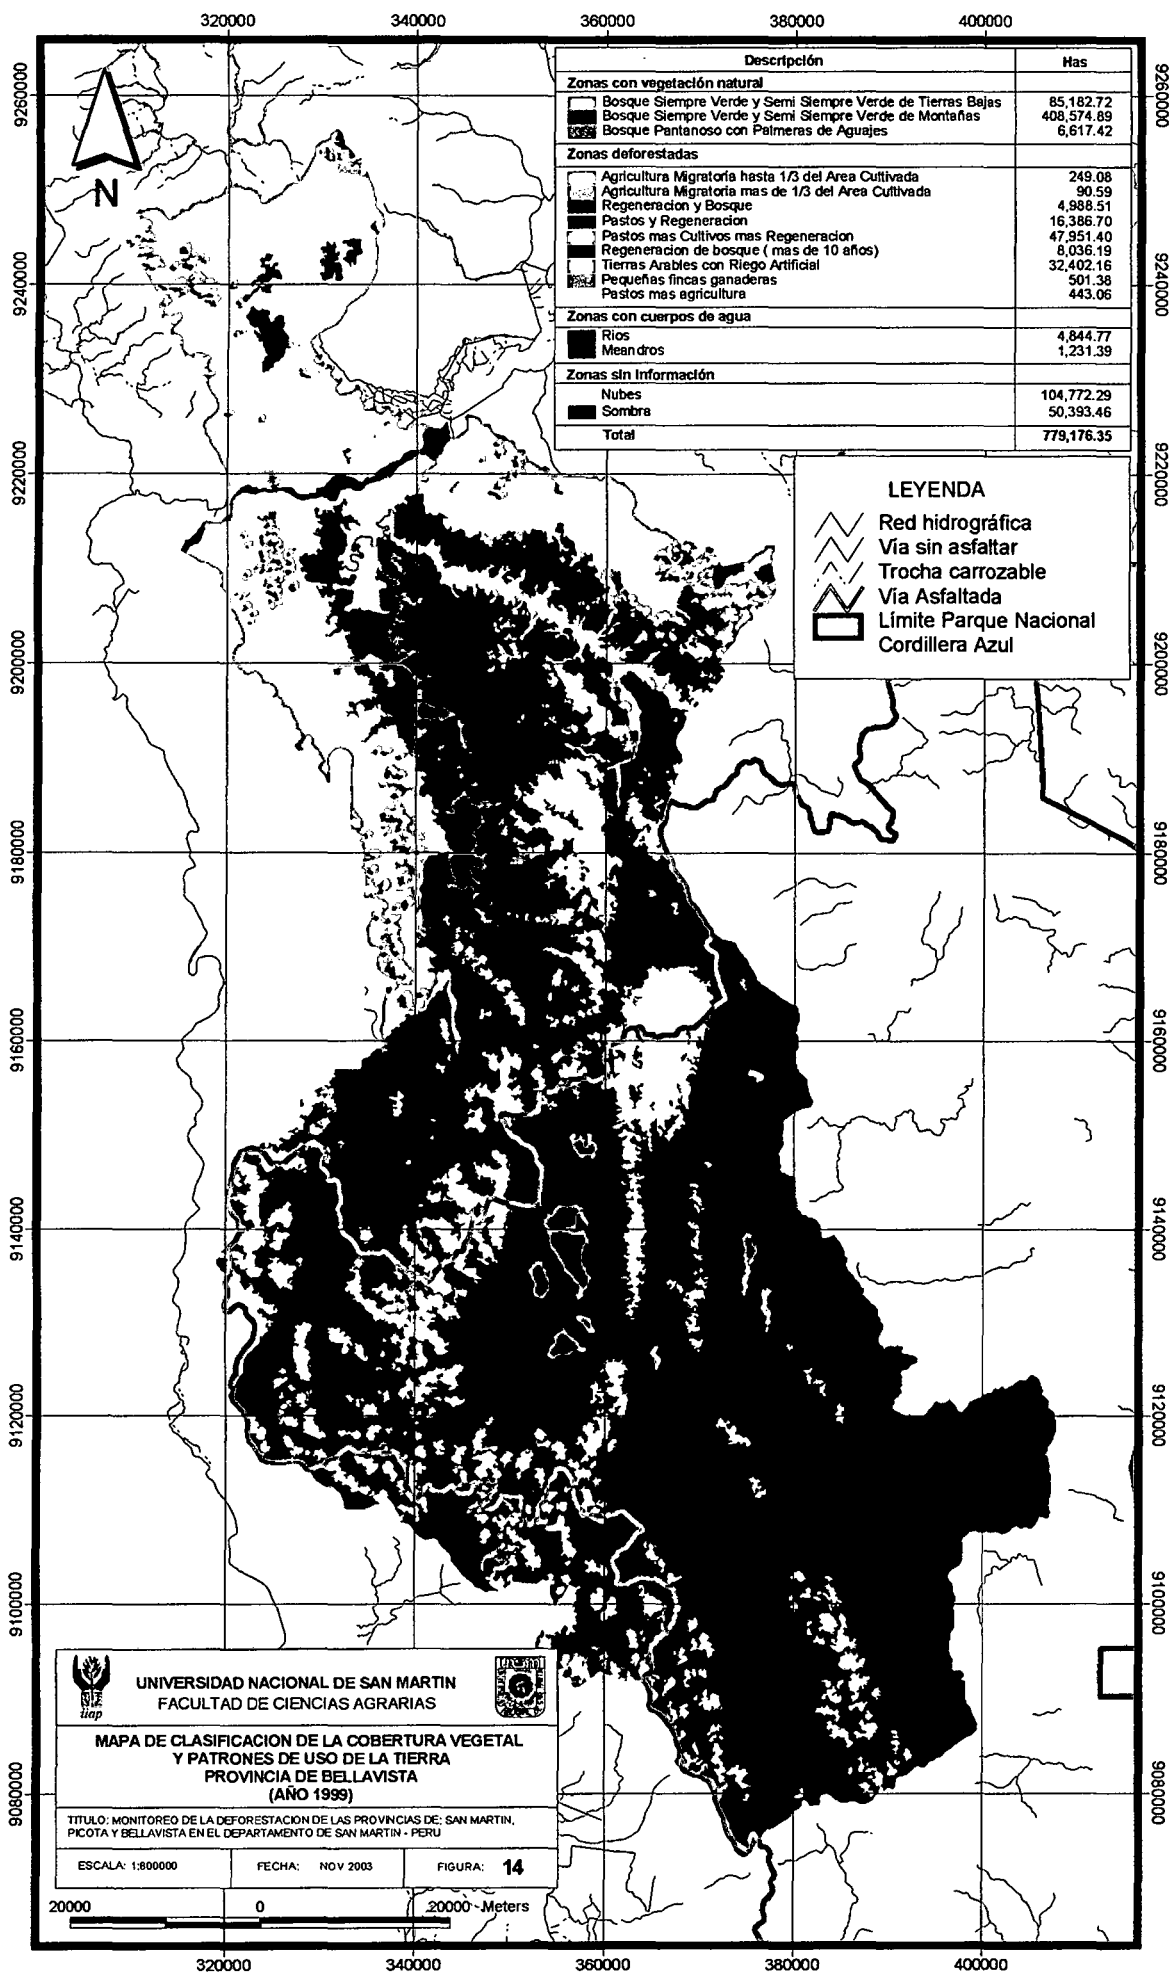 320000 340000 360000 380000 400000
9260000 9240000 9220000 9200000 9180000 9160000 9140000 9120000 9100000 9080000
N
Descripción Has
Zonas con vegetación natural
Bosque Siempre Verde y Semi Siempre Verde de Tierras Bajas 85,182.72
Bosque Siempre Verde y Semi Siempre Verde de Montañas 408,574.89
Bosque Pantanoso con Palmeras de Aguajes 6,617.42
Zonas deforestadas
Agricultura Migratoria hasta 1/3 del Area Cultivada 249.08
Agricultura Migratoria mas de 1/3 del Area Cultivada 90.59
Regeneracion y Bosque 4,988.51
Pastos y Regeneracion 16,386.70
Pastos mas Cultivos mas Regeneracion 47,951.40
Regeneracion de bosque ( mas de 10 años) 8,036.19
Tierras Arables con Riego Artificial 32,402.16
Pequeñas fincas ganaderas 501.38
Pastos mas agricultura 443.06
Zonas con cuerpos de agua
Rios 4,844.77
Meandros 1,231.39
Zonas sin información
Nubes 104,772.29
Sombra 50,393.46
Total 779,176.35
LEYENDA
Red hidrográfica
Vía sin asfaltar
Trocha carrozable
Vía Asfaltada
Límite Parque Nacional
Cordillera Azul
9260000 9240000 9220000 9200000 9180000 9160000 9140000 9120000 9100000 9080000
iiap
UNIVERSIDAD NACIONAL DE SAN MARTIN
FACULTAD DE CIENCIAS AGRARIAS
MAPA DE CLASIFICACION DE LA COBERTURA VEGETAL
Y PATRONES DE USO DE LA TIERRA
PROVINCIA DE BELLAVISTA
(AÑO 1999)
TITULO: MONITOREO DE LA DEFORESTACION DE LAS PROVINCIAS DE: SAN MARTIN,
PICOTA Y BELLAVISTA EN EL DEPARTAMENTO DE SAN MARTIN - PERU
ESCALA: 1:800000 FECHA: NOV 2003 FIGURA: 14
20000 0 20000 Meters
320000 340000 360000 380000 400000